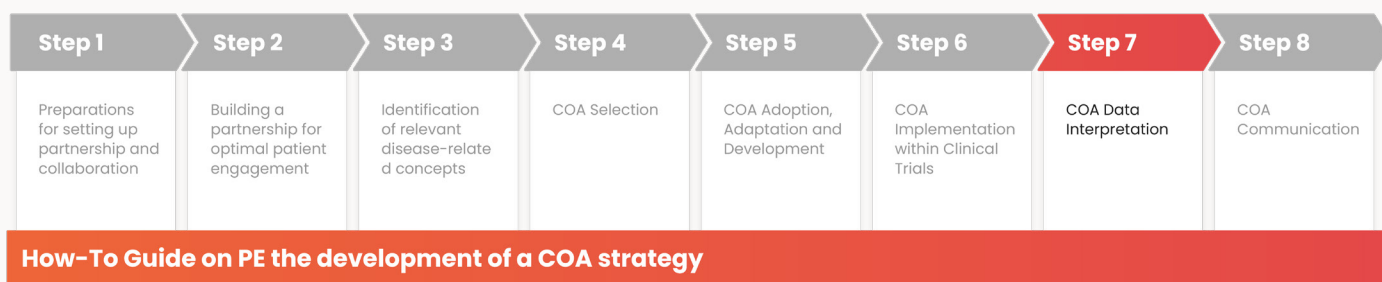 Step 1
Preparations
for setting up
partnership and
collaboration
Step 2
Building a
partnership for
optimal patient
engagement
Step 3
Identification
of relevant
disease-relate
d concepts
Step 4
COA Selection
Step 5
COA Adoption,
Adaptation and
Development
Step 6
COA
Implementation
within Clinical
Trials
Step 7
COA Data
Interpretation
Step 8
COA
Communication
How-To Guide on PE the development of a COA strategy